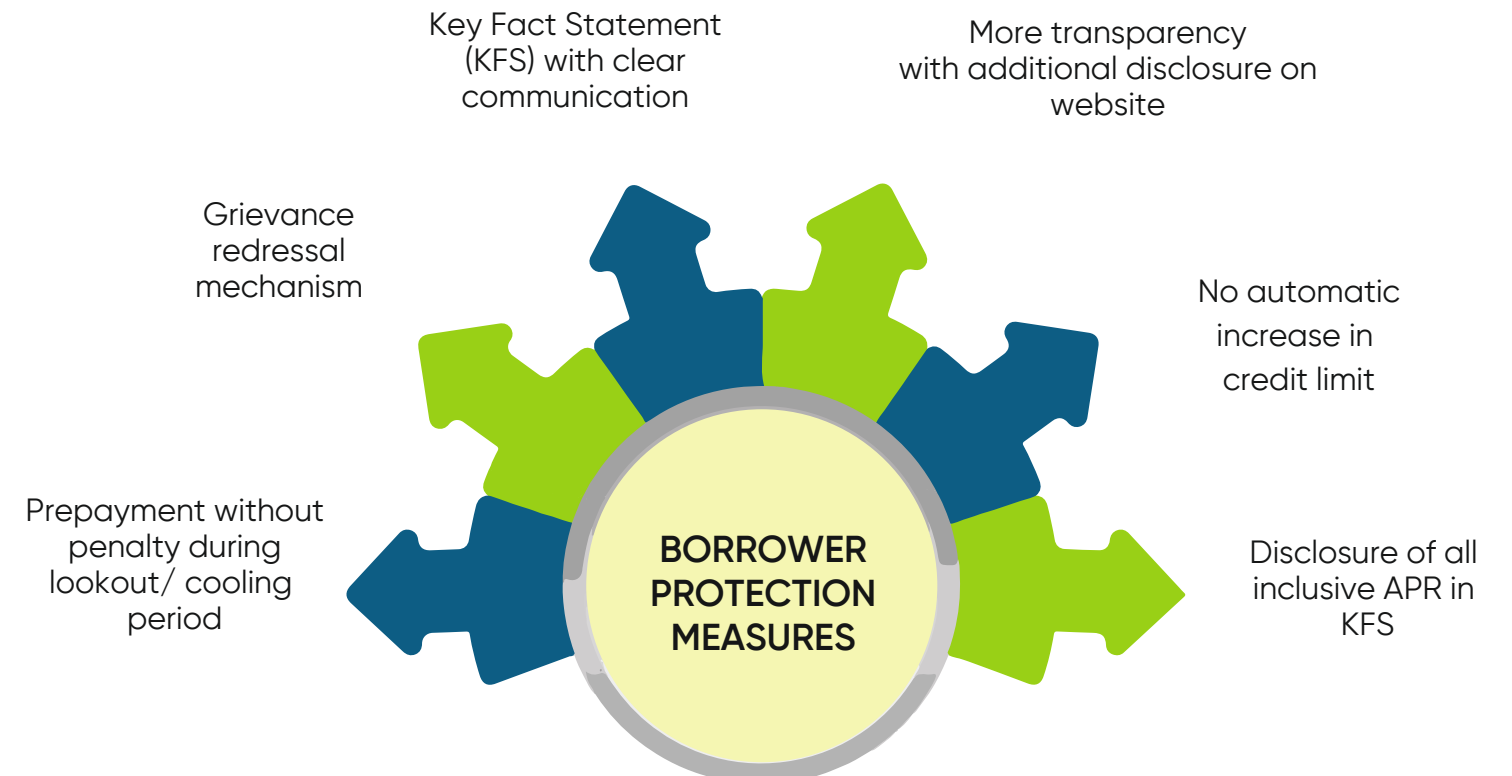 Key Fact Statement
(KFS) with clear
communication
More transparency
with additional disclosure on
website
Grievance
redressal
mechanism
No automatic
increase in
credit limit
Prepayment without
penalty during
lookout/ cooling
period
BORROWER
PROTECTION
MEASURES
Disclosure of all
inclusive APR in
KFS